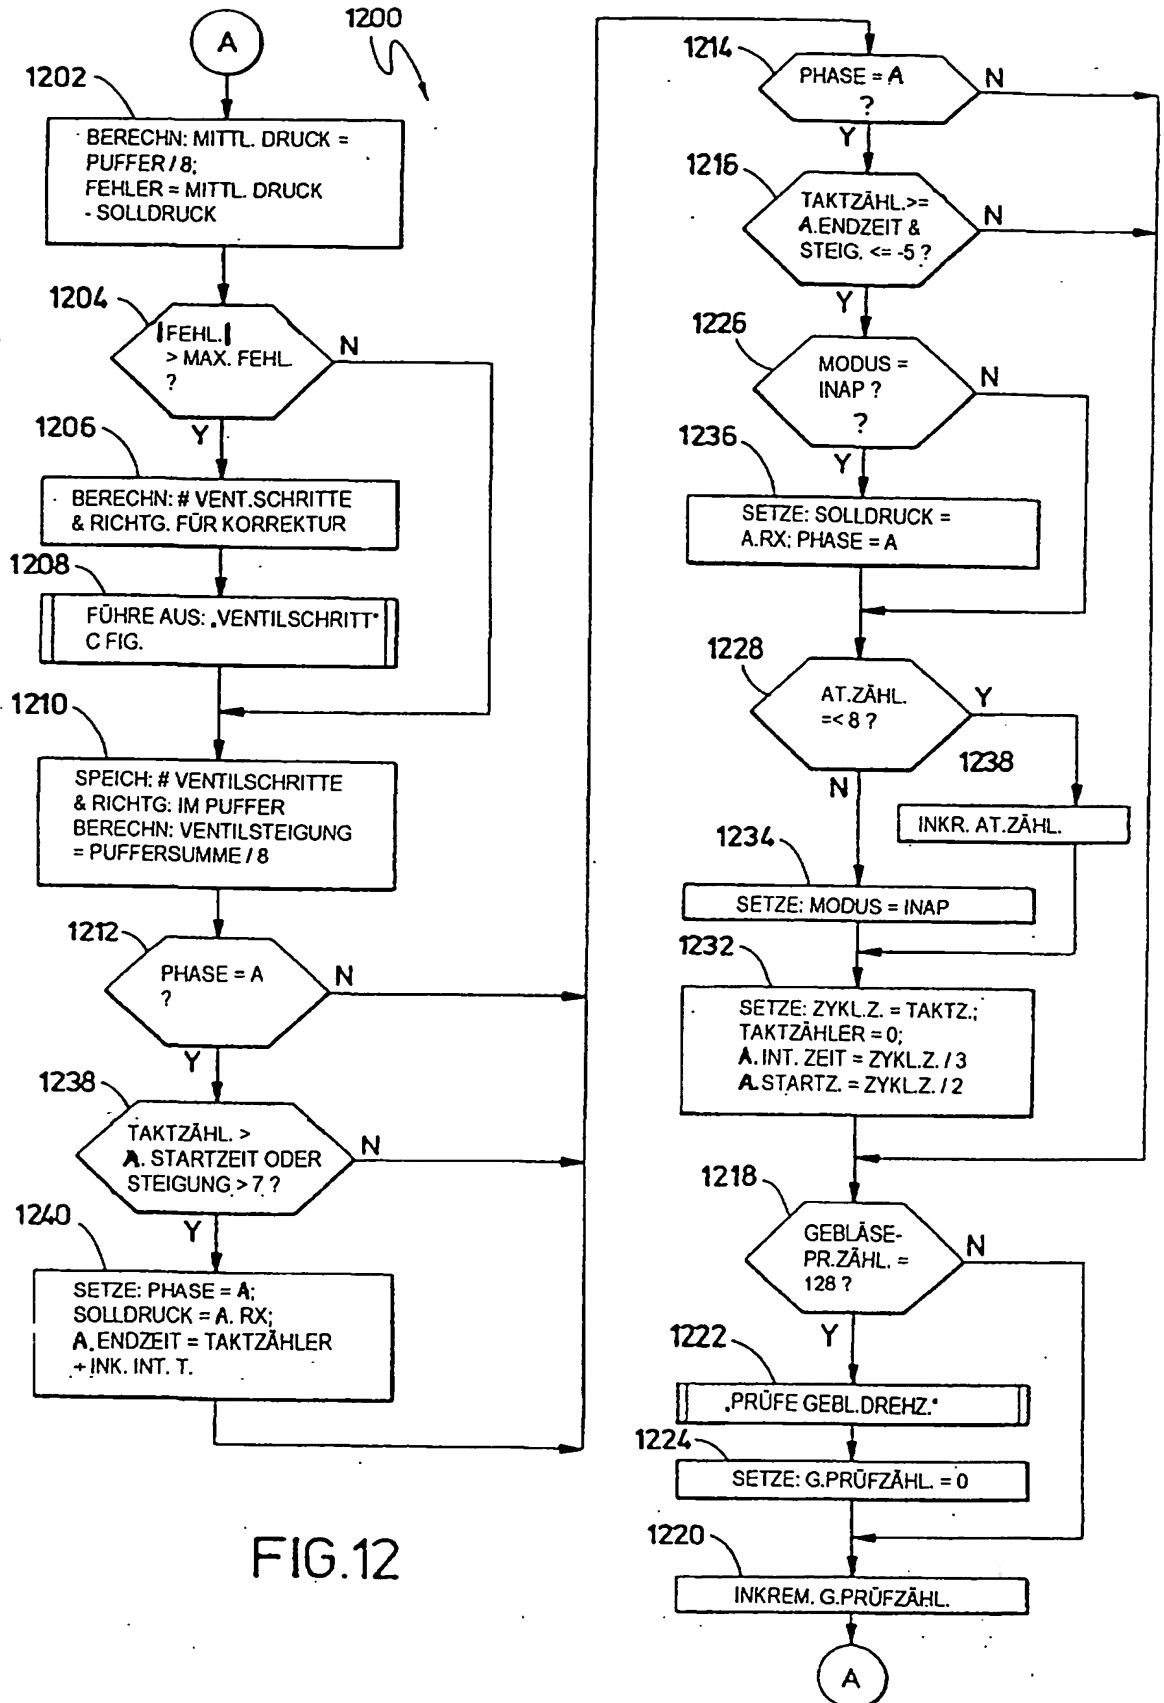 A
1200
1202
BERECHN: MITTL. DRUCK =
PUFFER / 8;
FEHLER = MITTL. DRUCK
- SOLLDRUCK
1204
|FEHL.|
> MAX. FEHL.
?
N
Y
1206
BERECHN: # VENT.SCHRITTE
& RICHTG. FÜR KORREKTUR
1208
FÜHRE AUS: „VENTILSCHRITT“
C FIG.
1210
SPEICH: # VENTILSCHRITTE
& RICHTG: IM PUFFER
BERECHN: VENTILSTEIGUNG
= PUFFERSUMME / 8
1212
PHASE = A
?
N
Y
1238
TAKTZÄHL. >
A. STARTZEIT ODER
STEIGUNG > 7 ?
N
Y
1240
SETZE: PHASE = A;
SOLLDRUCK = A. RX;
A. ENDZEIT = TAKTZÄHLER
+ INK. INT. T.
1214
PHASE = A
?
N
Y
1216
TAKTZÄHL.>=
A.ENDZEIT &
STEIG. <= -5 ?
N
Y
1226
MODUS =
INAP ?
?
N
Y
1236
SETZE: SOLLDRUCK =
A.RX; PHASE = A
1228
AT.ZÄHL.
=< 8 ?
Y
N
1238
INKR. AT.ZÄHL.
1234
SETZE: MODUS = INAP
1232
SETZE: ZYKL.Z. = TAKTZ.;
TAKTZÄHLER = 0;
A. INT. ZEIT = ZYKL.Z. / 3
A. STARTZ. = ZYKL.Z. / 2
1218
GEBLÄSE-
PR.ZÄHL. =
128 ?
N
Y
1222
„PRÜFE GEBL.DREHZ.“
1224
SETZE: G.PRÜFZÄHL. = 0
1220
INKREM. G.PRÜFZÄHL.
A
FIG.12